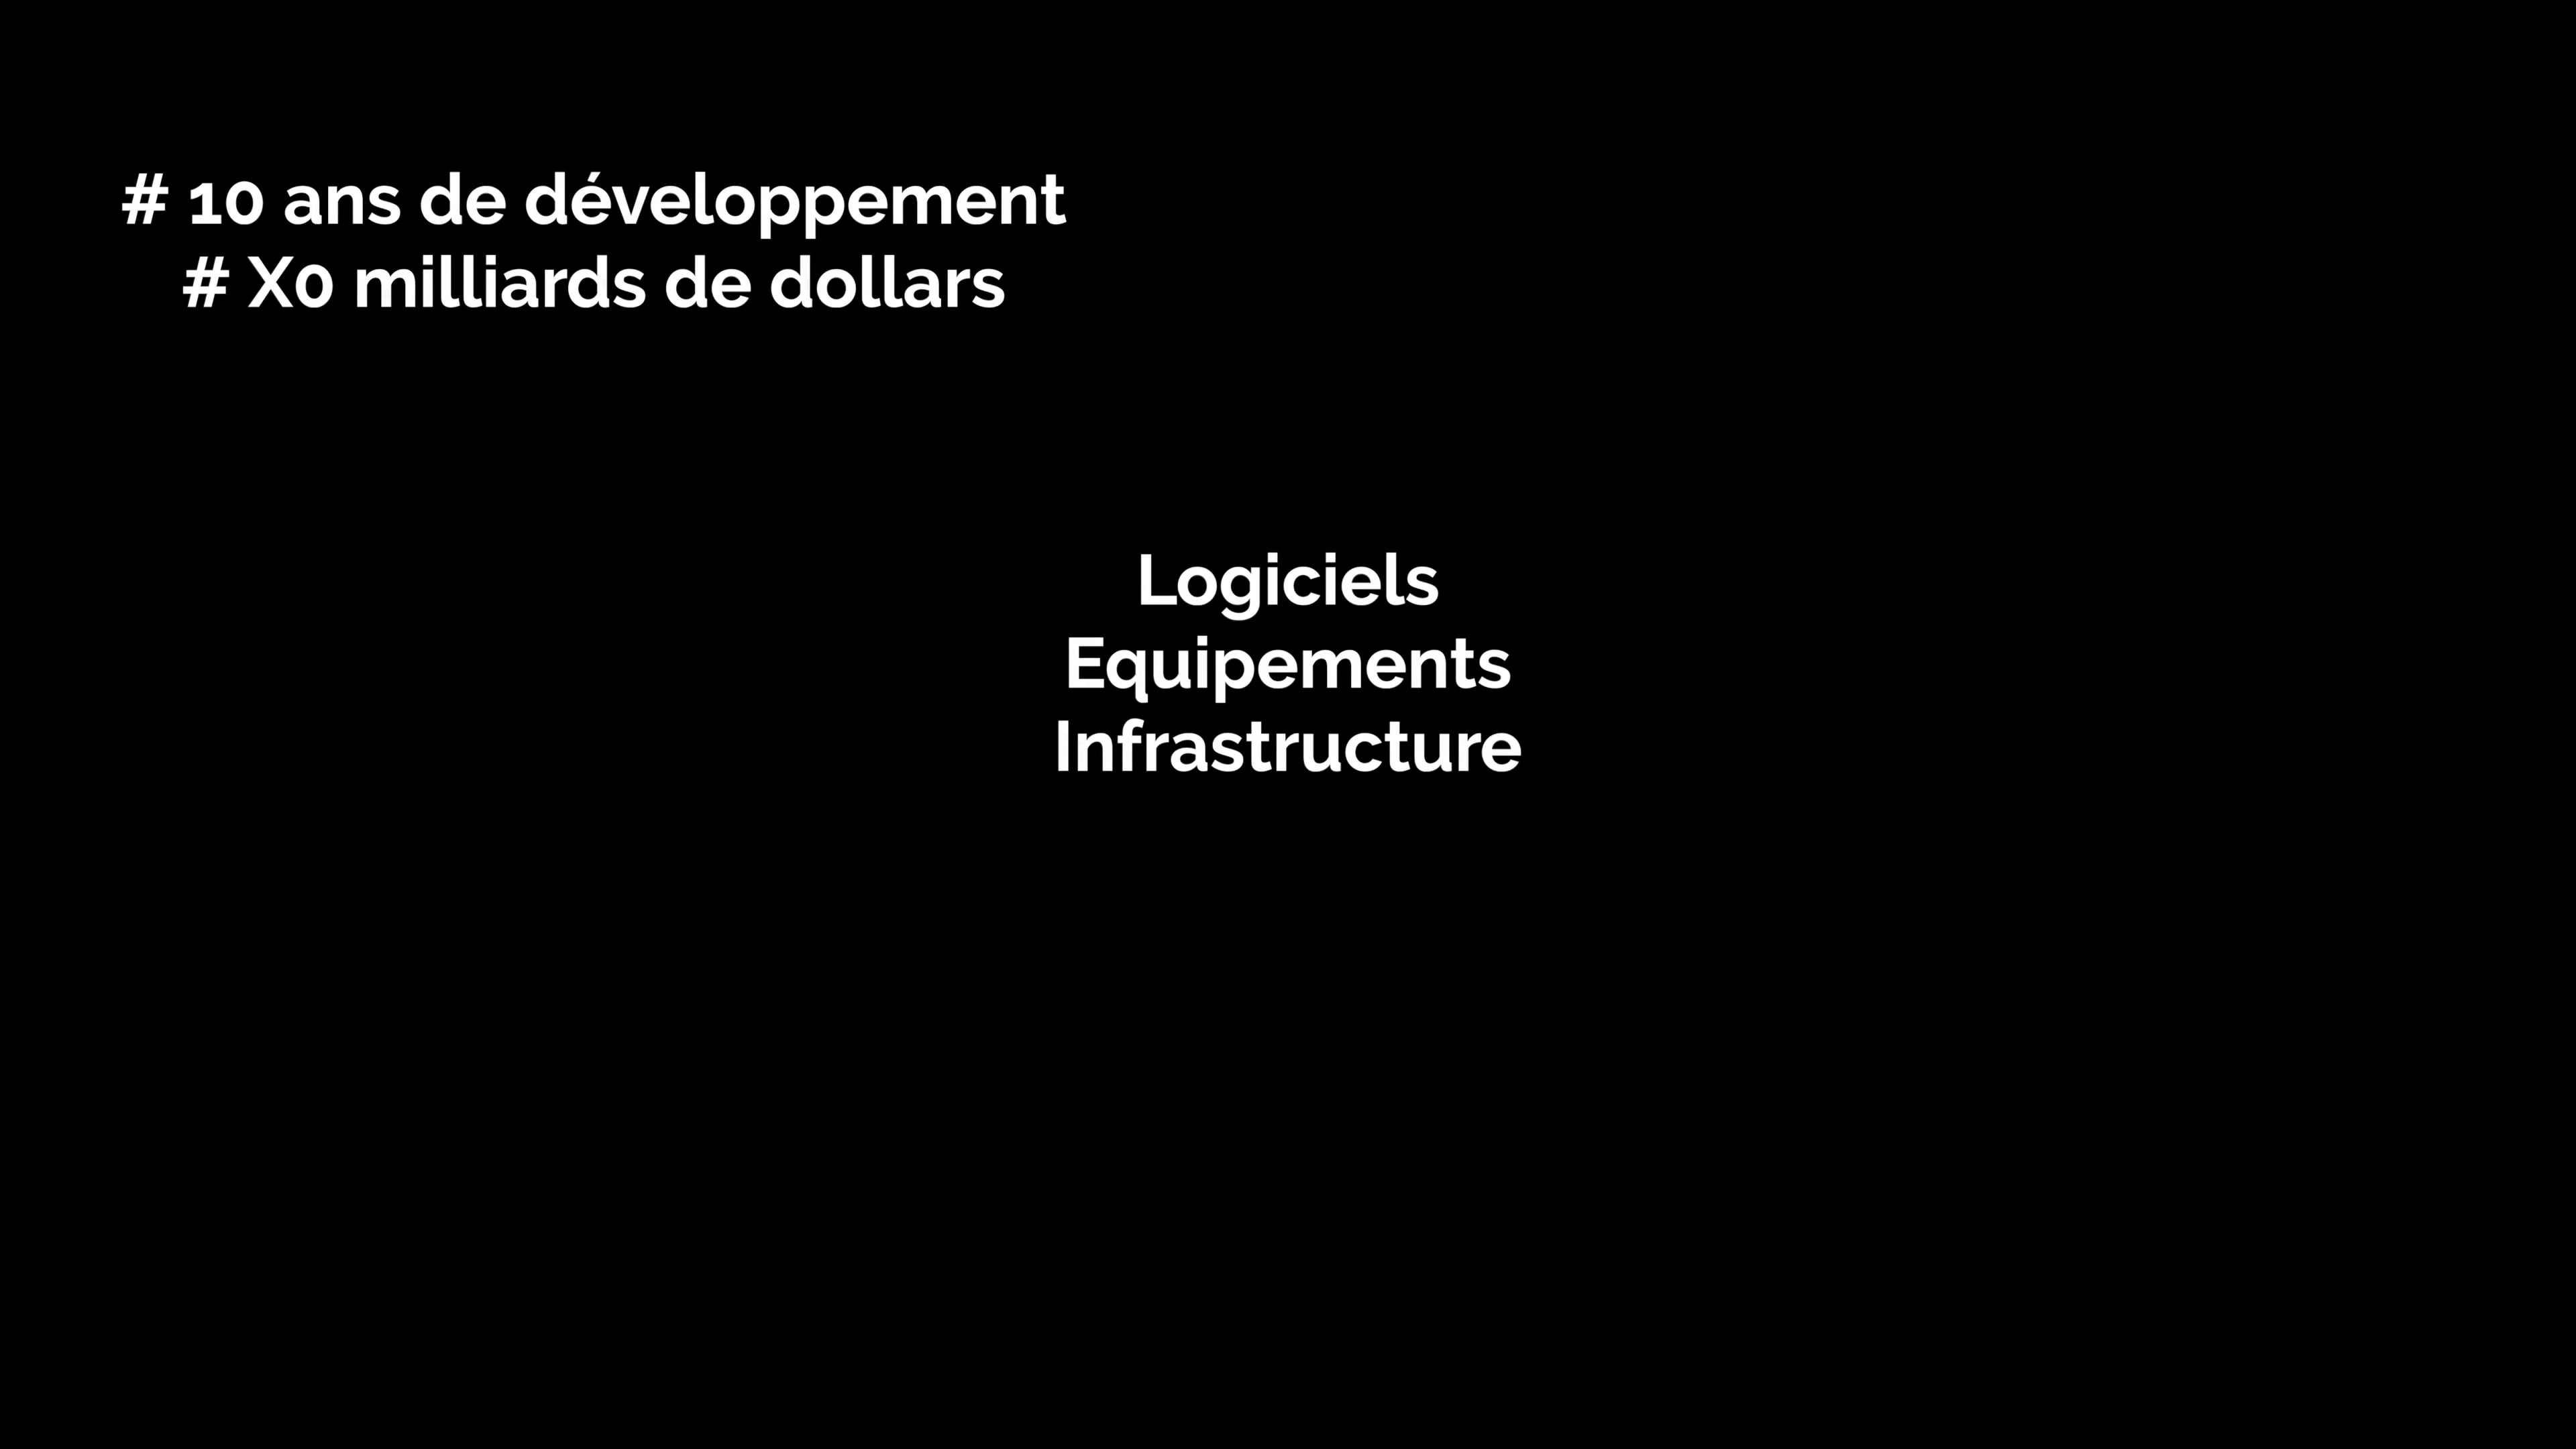 # 10 ans de développement
# X0 milliards de dollars
Logiciels
Equipements
Infrastructure